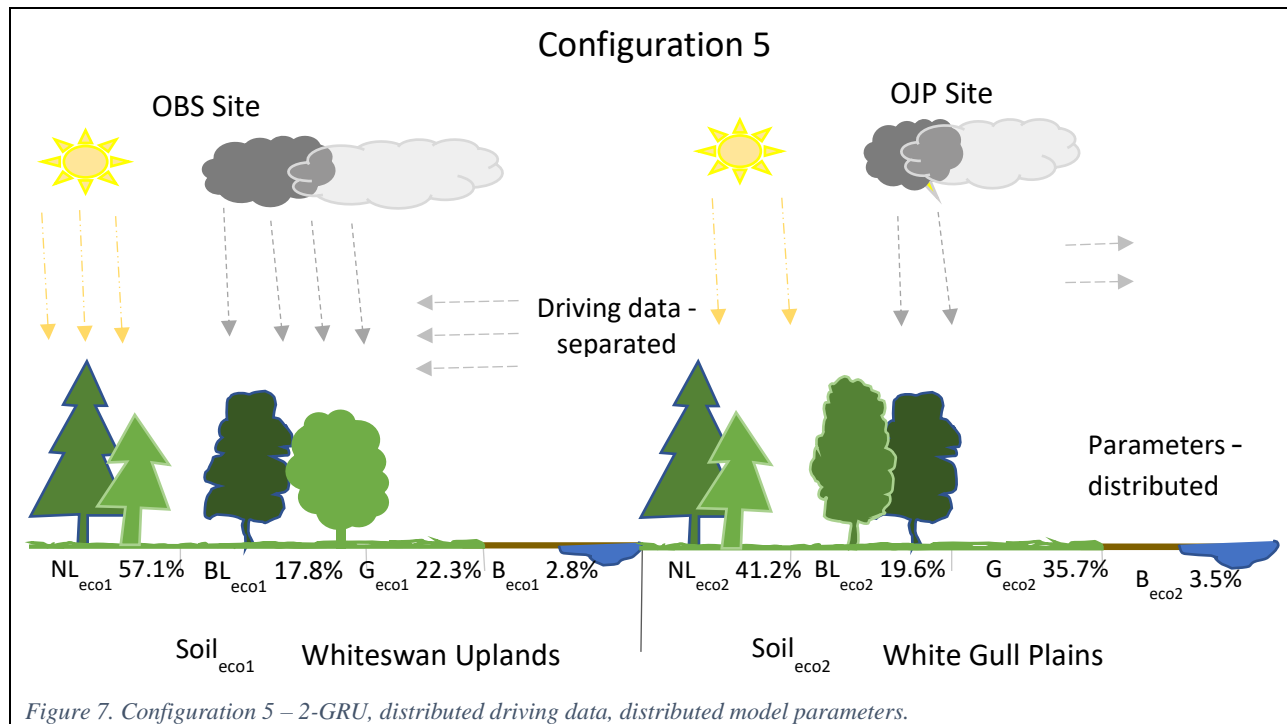 Configuration 5
OBS Site
OJP Site
Driving data -
separated
Parameters –
distributed
NLeco1 57.1% BLeco1 17.8% Geco1 22.3% Beco1 2.8% NLeco2 41.2% BLeco2 19.6% Geco2 35.7% Beco2 3.5%
Soileco1 Whiteswan Uplands Soileco2 White Gull Plains
Figure 7. Configuration 5 – 2-GRU, distributed driving data, distributed model parameters.